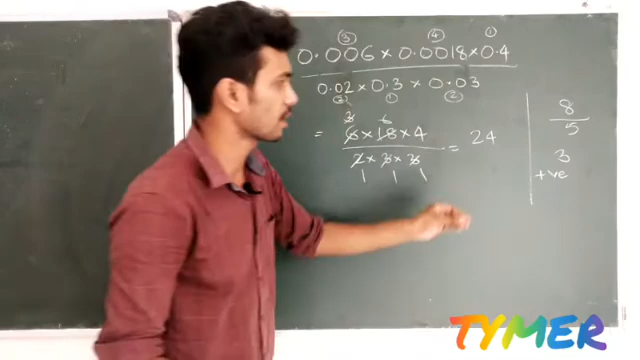 ③ ④ ①
0.006 × 0.0018 × 0.4
0.02 × 0.3 × 0.03
② ① ②
3 6
= 6 × 18 × 4 = 24
2 × 3 × 3
1 1 1
8
5
3
+ve
TYMER